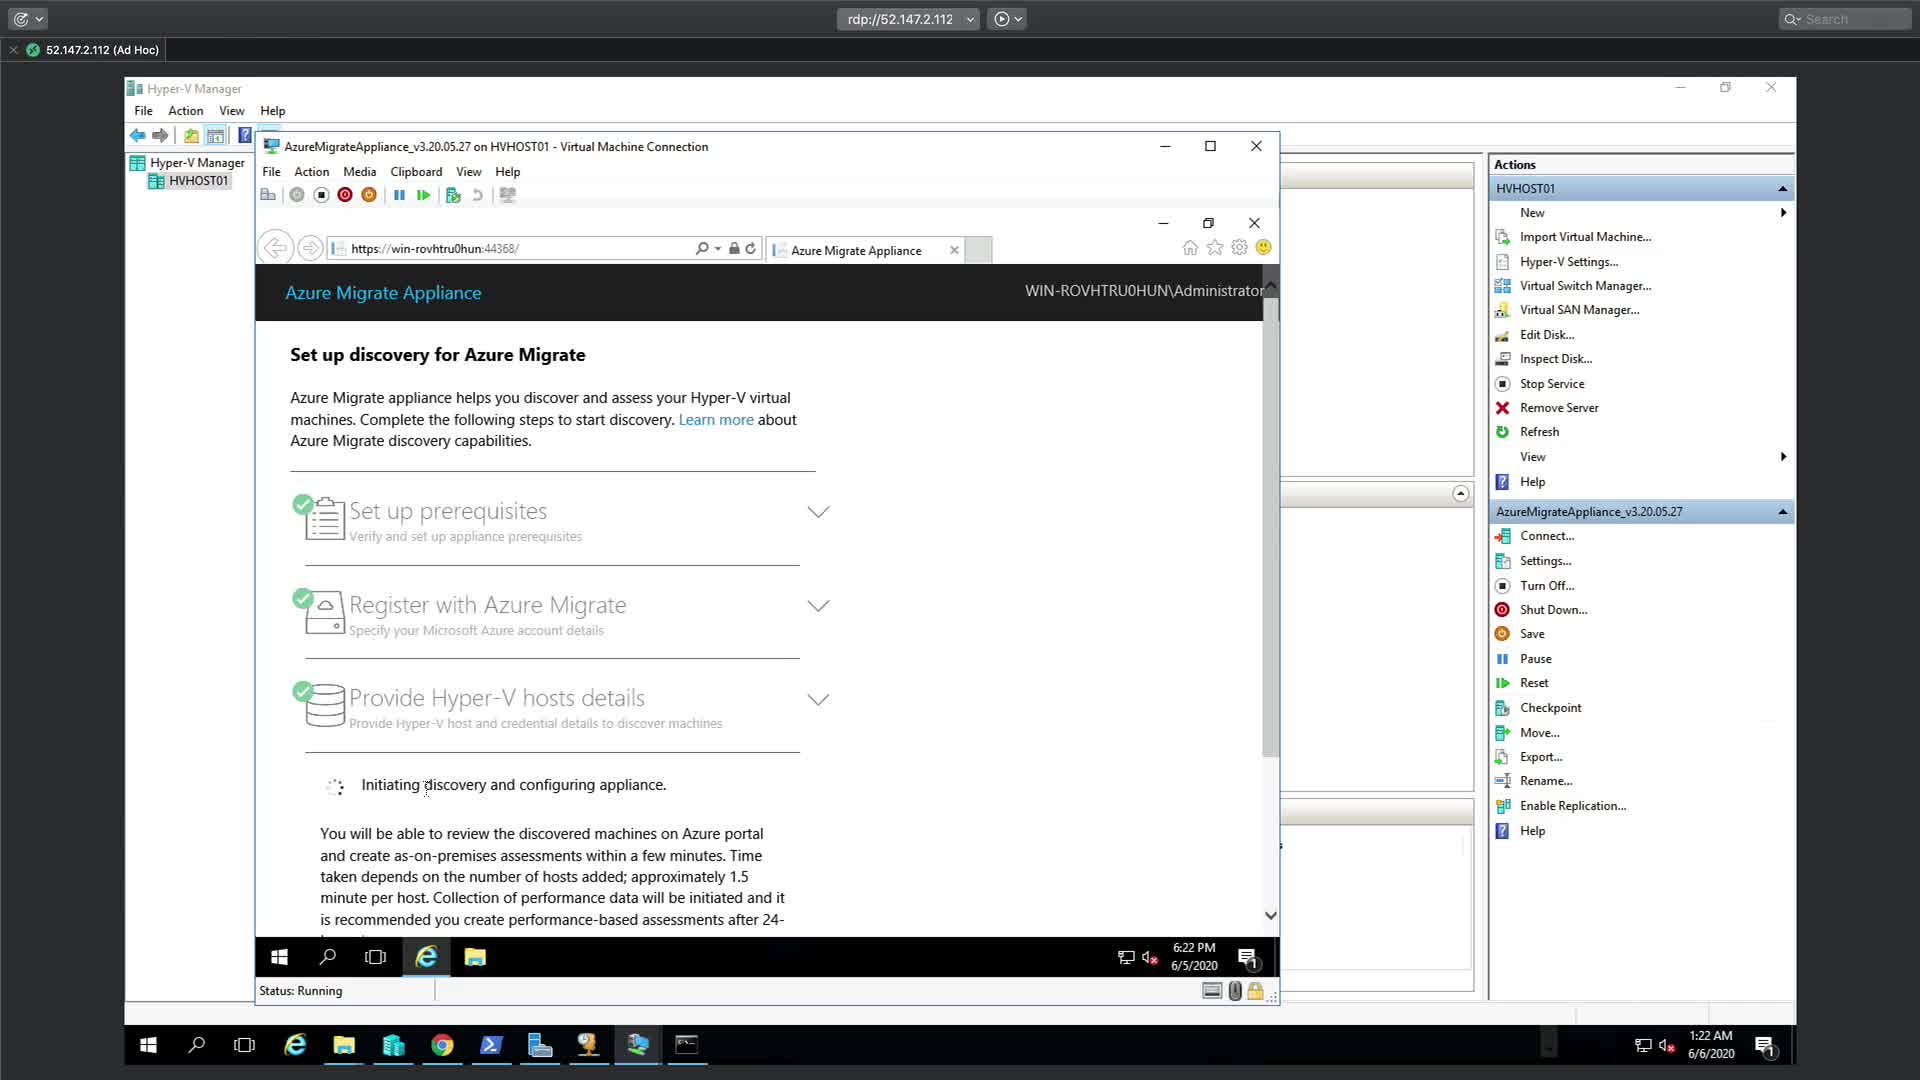 rdp://52.147.2.112
Search
52.147.2.112 (Ad Hoc)
Hyper-V Manager
File Action View Help
AzureMigrateAppliance_v3.20.05.27 on HVHOST01 - Virtual Machine Connection
File Action Media Clipboard View Help
Hyper-V Manager
HVHOST01
https://win-rovhtru0hun:44368/
Azure Migrate Appliance
Azure Migrate Appliance
WIN-ROVHTRU0HUN\Administrator
Set up discovery for Azure Migrate
Azure Migrate appliance helps you discover and assess your Hyper-V virtual
machines. Complete the following steps to start discovery. Learn more about
Azure Migrate discovery capabilities.
Set up prerequisites
Verify and set up appliance prerequisites
Register with Azure Migrate
Specify your Microsoft Azure account details
Provide Hyper-V hosts details
Provide Hyper-V host and credential details to discover machines
Initiating discovery and configuring appliance.
You will be able to review the discovered machines on Azure portal
and create as-on-premises assessments within a few minutes. Time
taken depends on the number of hosts added; approximately 1.5
minute per host. Collection of performance data will be initiated and it
is recommended you create performance-based assessments after 24-
6:22 PM
6/5/2020
1
Status: Running
Actions
HVHOST01
New
Import Virtual Machine...
Hyper-V Settings...
Virtual Switch Manager...
Virtual SAN Manager...
Edit Disk...
Inspect Disk...
Stop Service
Remove Server
Refresh
View
Help
AzureMigrateAppliance_v3.20.05.27
Connect...
Settings...
Turn Off...
Shut Down...
Save
Pause
Reset
Checkpoint
Move...
Export...
Rename...
Enable Replication...
Help
1:22 AM
6/6/2020
1